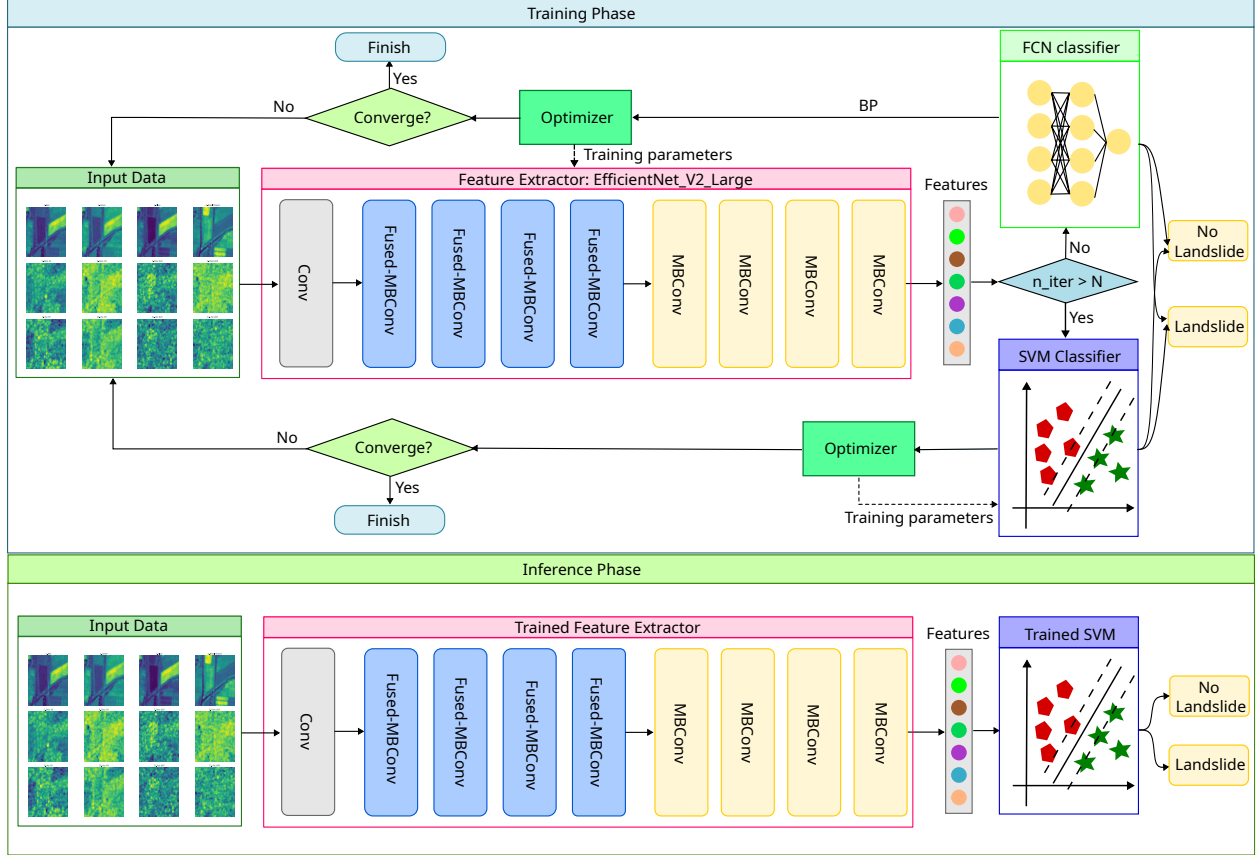 Training Phase
Finish
Yes
No
Converge?
Optimizer
BP
FCN classifier
Training parameters
Input Data
Feature Extractor: EfficientNet_V2_Large
Features
Conv
Fused-MBConv
Fused-MBConv
Fused-MBConv
Fused-MBConv
MBConv
MBConv
MBConv
MBConv
No
Landslide
No
n_iter > N
Yes
Landslide
SVM Classifier
No
Converge?
Optimizer
Yes
Finish
Training parameters
Inference Phase
Input Data
Trained Feature Extractor
Features
Trained SVM
Conv
Fused-MBConv
Fused-MBConv
Fused-MBConv
Fused-MBConv
MBConv
MBConv
MBConv
MBConv
No
Landslide
Landslide